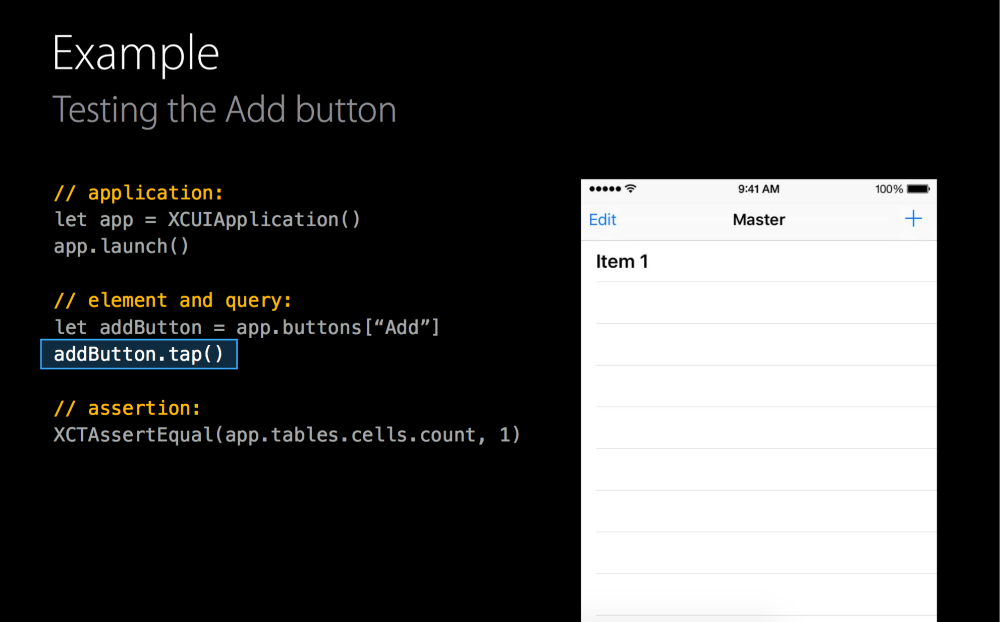 Example
Testing the Add button
// application:
let app = XCUIApplication()
app.launch()
// element and query:
let addButton = app.buttons[“Add”]
addButton.tap()
// assertion:
XCTAssertEqual(app.tables.cells.count, 1)
9:41 AM 100%
Edit Master +
Item 1